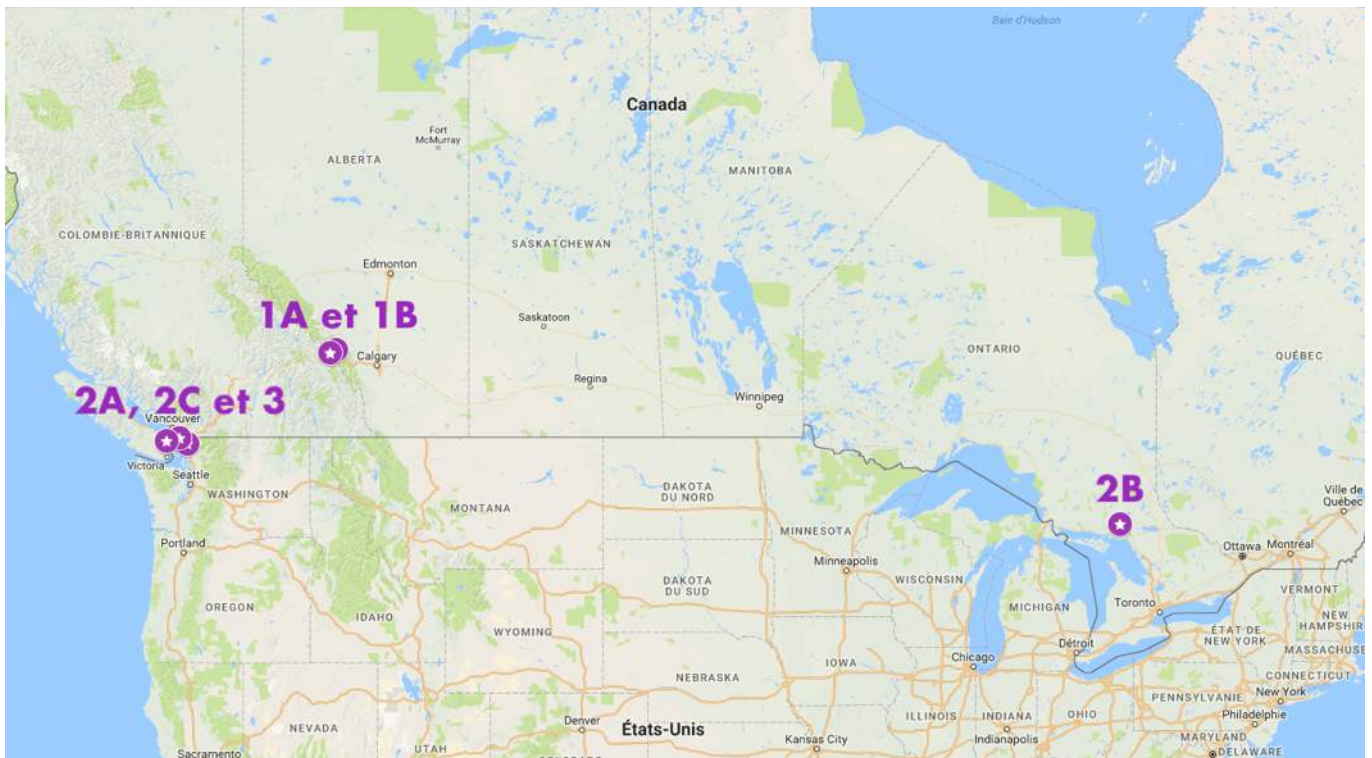 Baie d'Hudson
Canada
Fort
McMurray
ALBERTA
MANITOBA
COLOMBIE-BRITANNIQUE
SASKATCHEWAN
Edmonton
1A et 1B
Saskatoon
Calgary
ONTARIO
QUÉBEC
Regina
2A, 2C et 3
Winnipeg
Vancouver
Victoria
Seattle
WASHINGTON
DAKOTA
DU NORD
2B
Ville de
Québec
MONTANA
MINNESOTA
Portland
Ottawa
Montréal
Minneapolis
WISCONSIN
DAKOTA
DU SUD
MICHIGAN
Toronto
VERMONT
OREGON
IDAHO
NEW
HAMPSHIR
ÉTAT DE
NEW YORK
WYOMING
Détroit
MASSACHUSE
IOWA
Chicago
CONNECTICUT
NEBRASKA
PENNSYLVANIE
New York
NEVADA
Denver
États-Unis
ILLINOIS
INDIANA
OHIO
Philadelphie
Sacramento
UTAH
Kansas City
Indianapolis
MARYLAND
DELAWARE